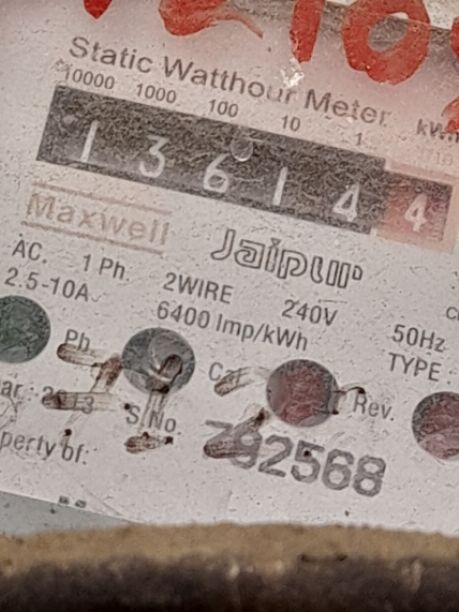 Static Watthour Meter
10000 1000 100 10 1
1 3 6 1 4 4
Maxwell
Jaipur
AC. 1 Ph. 2WIRE 240V
2.5-10A 6400 Imp/kWh 50Hz
TYPE
Ph
Rev.
S.No.
792568